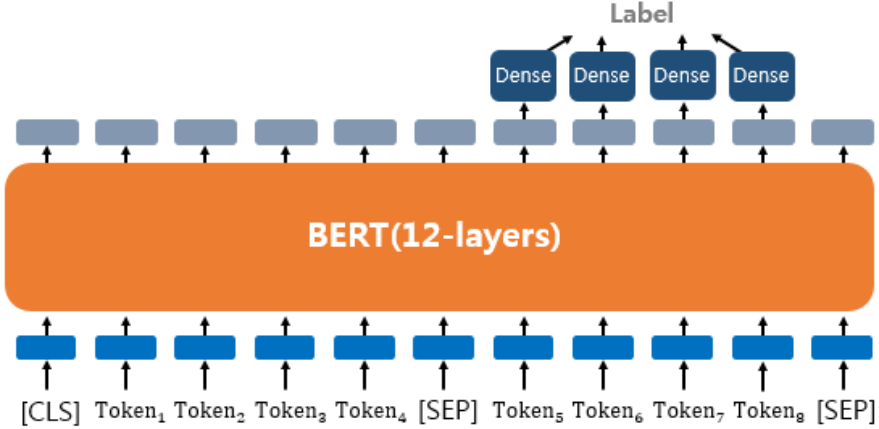 Label
Dense Dense Dense Dense
BERT(12-layers)
[CLS] Token₁ Token₂ Token₃ Token₄ [SEP] Token₅ Token₆ Token₇ Token₈ [SEP]